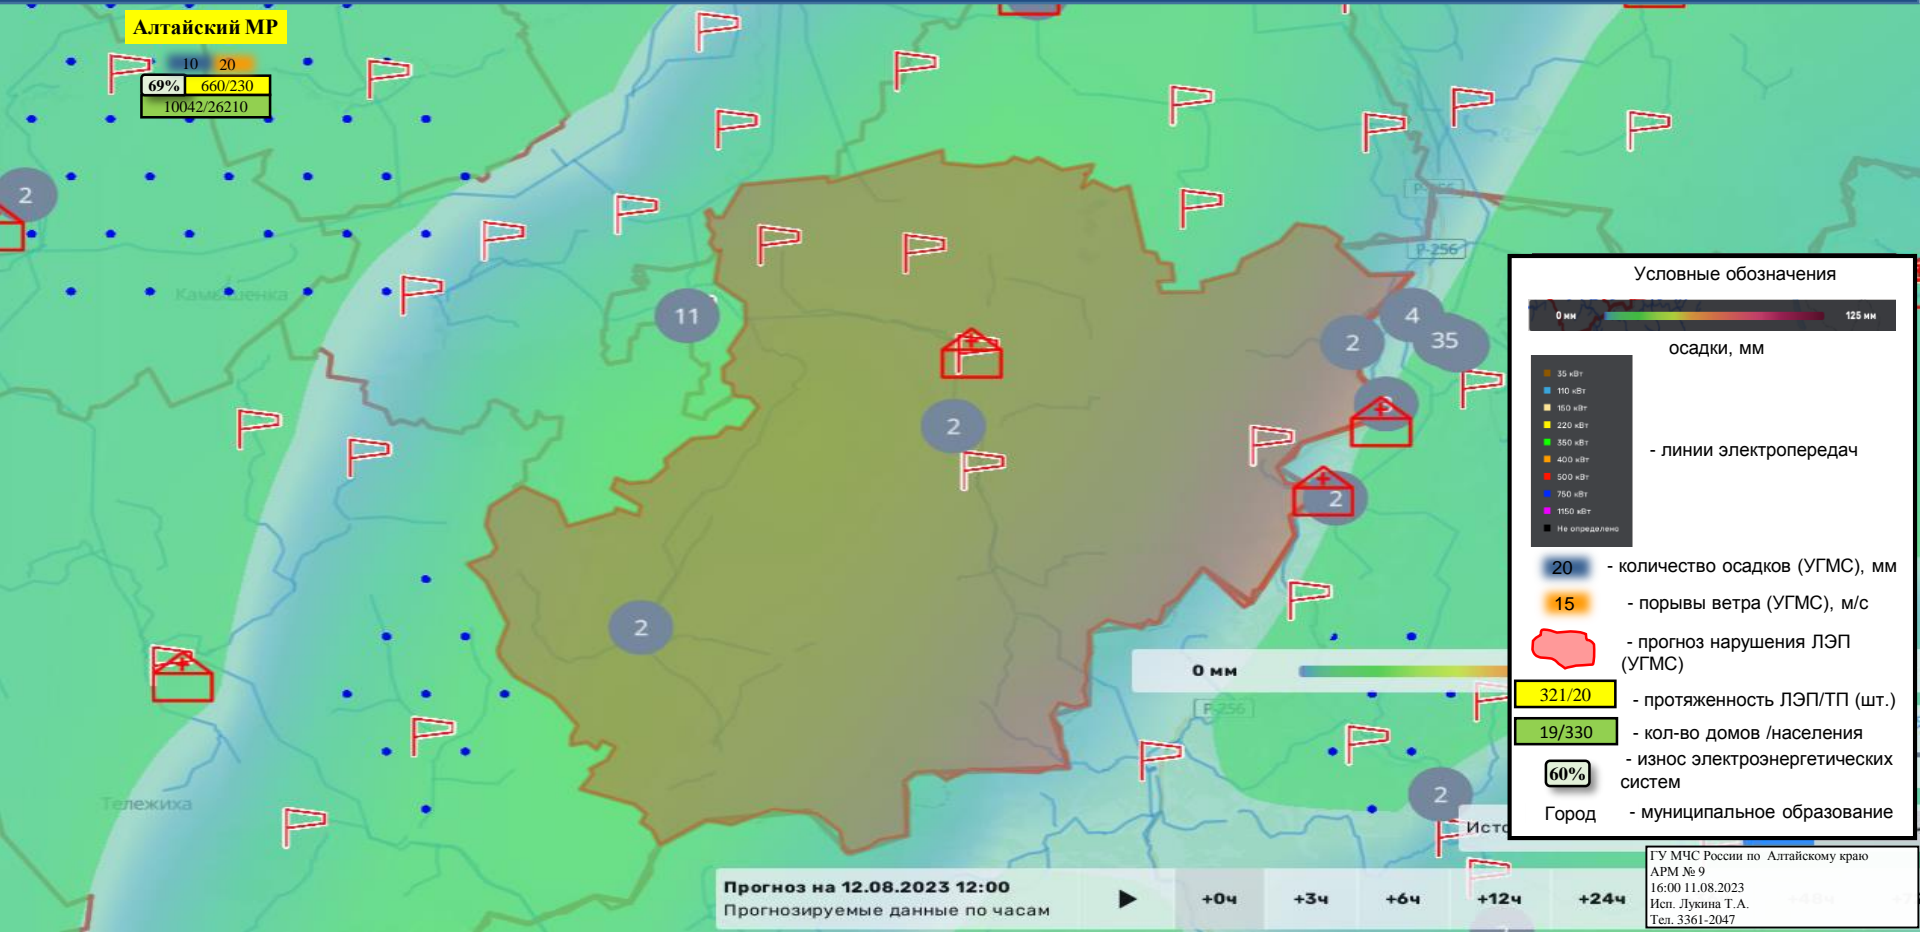 Алтайский МР
10 20
69% 660/230
10042/26210
2
Камышенка
11
2
2
2
4
35
2
2
2
Тележиха
Р-256
Р-256
0 мм
Прогноз на 12.08.2023 12:00
Прогнозируемые данные по часам
+0ч +3ч +6ч +12ч +24ч
Исто
Условные обозначения
0 мм 125 мм
осадки, мм
35 кВт
110 кВт
150 кВт
220 кВт
350 кВт
400 кВт
500 кВт
750 кВт
1150 кВт
Не определено
- линии электропередач
20 - количество осадков (УГМС), мм
15 - порывы ветра (УГМС), м/с
- прогноз нарушения ЛЭП
(УГМС)
321/20 - протяженность ЛЭП/ТП (шт.)
19/330 - кол-во домов /населения
60% - износ электроэнергетических
систем
Город - муниципальное образование
ГУ МЧС России по Алтайскому краю
АРМ № 9
16:00 11.08.2023
Исп. Лукина Т.А.
Тел. 3361-2047